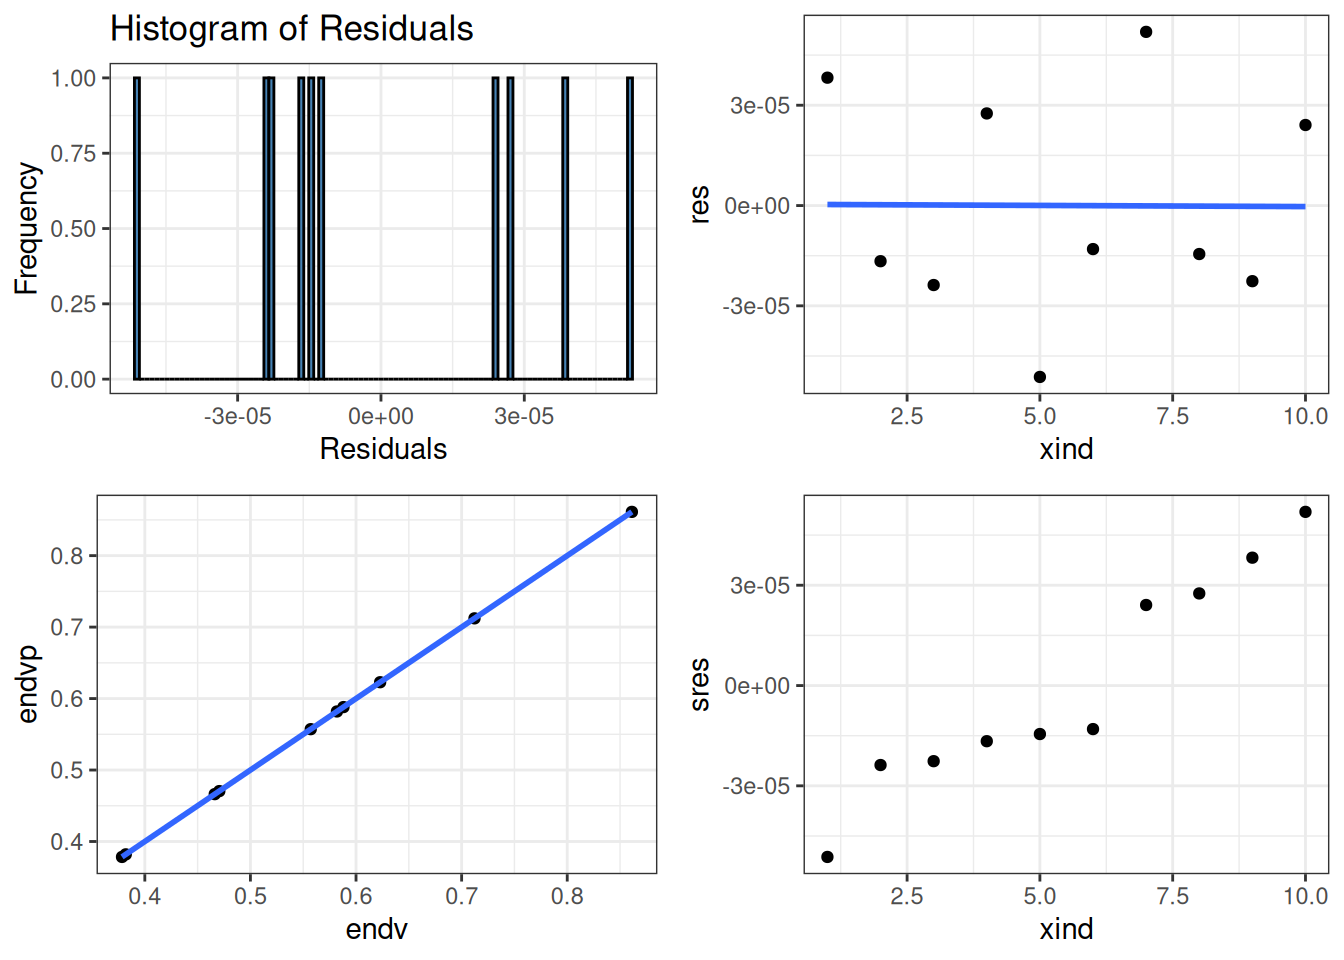 Histogram of Residuals
1.00
0.75
0.50
0.25
0.00
Frequency
-3e-05 0e+00 3e-05
Residuals
3e-05
0e+00
-3e-05
res
2.5 5.0 7.5 10.0
xind
0.8
0.7
0.6
0.5
0.4
endvp
0.4 0.5 0.6 0.7 0.8
endv
3e-05
0e+00
-3e-05
sres
2.5 5.0 7.5 10.0
xind